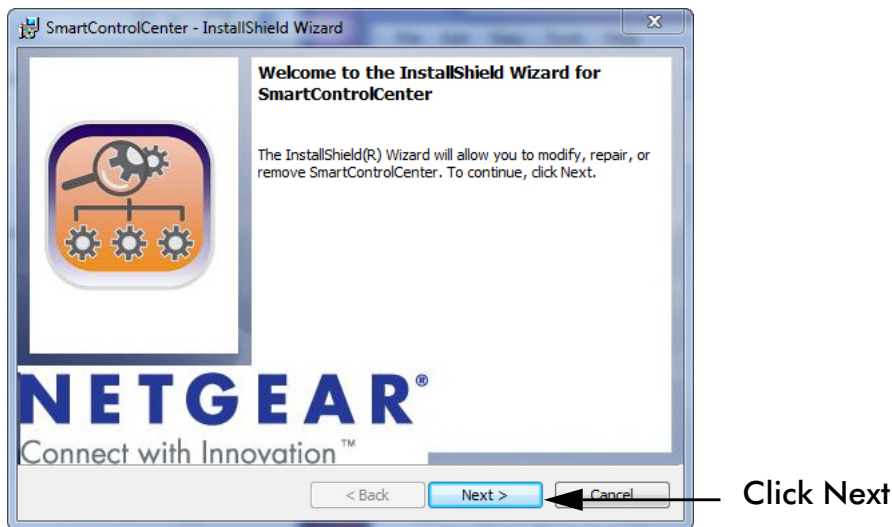 SmartControlCenter - InstallShield Wizard
Welcome to the InstallShield Wizard for
SmartControlCenter
The InstallShield(R) Wizard will allow you to modify, repair, or
remove SmartControlCenter. To continue, click Next.
NETGEAR®
Connect with Innovation™
< Back
Next >
Cancel
Click Next